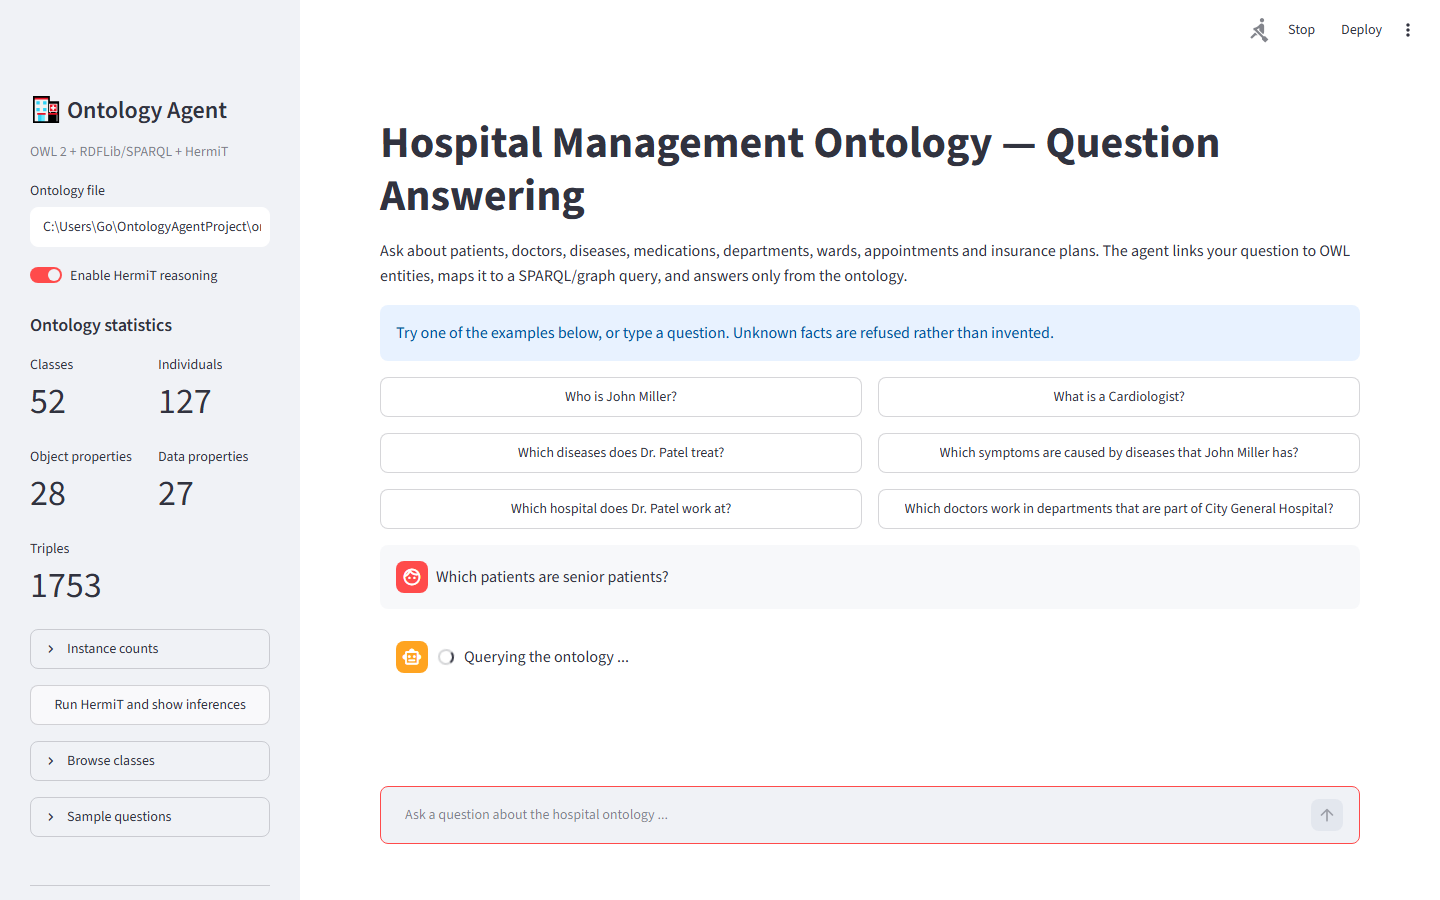 Stop
Deploy
Ontology Agent
OWL 2 + RDFLib/SPARQL + HermiT
Ontology file
C:\Users\Go\OntologyAgentProject\o
Enable HermiT reasoning
Ontology statistics
Classes
Individuals
52
127
Object properties
Data properties
28
27
Triples
1753
Instance counts
Run HermiT and show inferences
Browse classes
Sample questions
Hospital Management Ontology — Question
Answering
Ask about patients, doctors, diseases, medications, departments, wards, appointments and insurance plans. The agent links your question to OWL
entities, maps it to a SPARQL/graph query, and answers only from the ontology.
Try one of the examples below, or type a question. Unknown facts are refused rather than invented.
Who is John Miller?
What is a Cardiologist?
Which diseases does Dr. Patel treat?
Which symptoms are caused by diseases that John Miller has?
Which hospital does Dr. Patel work at?
Which doctors work in departments that are part of City General Hospital?
Which patients are senior patients?
Querying the ontology ...
Ask a question about the hospital ontology ...